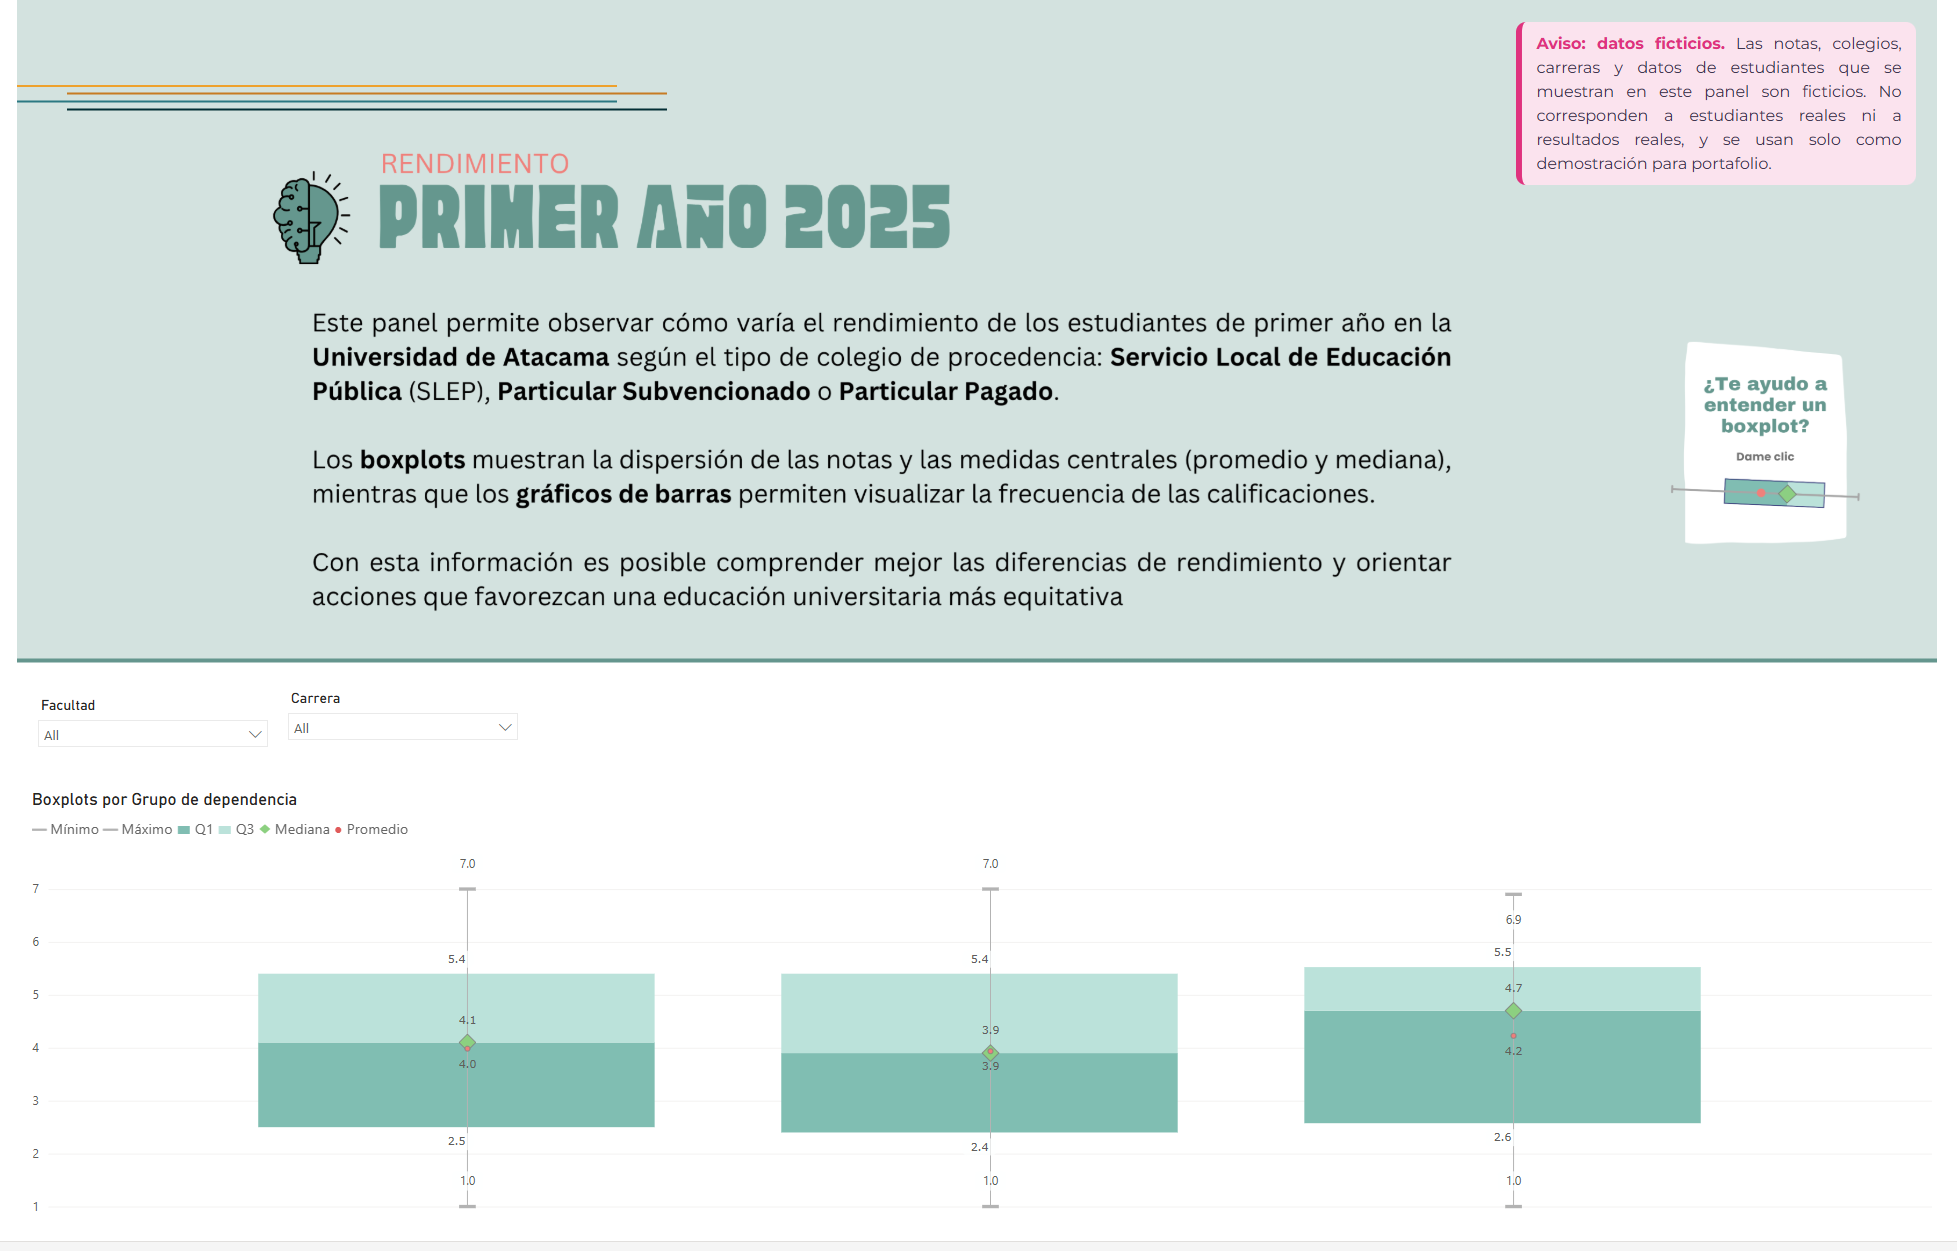 Aviso: datos ficticios. Las notas, colegios,
carreras y datos de estudiantes que se
muestran en este panel son ficticios. No
corresponden a estudiantes reales ni a
resultados reales, y se usan solo como
demostración para portafolio.
RENDIMIENTO
PRIMER AÑO 2025
Este panel permite observar cómo varía el rendimiento de los estudiantes de primer año en la
Universidad de Atacama según el tipo de colegio de procedencia: Servicio Local de Educación
Pública (SLEP), Particular Subvencionado o Particular Pagado.
Los boxplots muestran la dispersión de las notas y las medidas centrales (promedio y mediana),
mientras que los gráficos de barras permiten visualizar la frecuencia de las calificaciones.
Con esta información es posible comprender mejor las diferencias de rendimiento y orientar
acciones que favorezcan una educación universitaria más equitativa
¿Te ayudo a
entender un
boxplot?
Dame clic
Facultad
All
Carrera
All
Boxplots por Grupo de dependencia
Mínimo Máximo Q1 Q3 Mediana Promedio
7.0 7.0
7
6.9
6
5.4 5.4 5.5
5
4.7
4.1 3.9
4
4.0 3.9 4.2
3
2.5 2.4 2.6
2
1.0 1.0 1.0
1